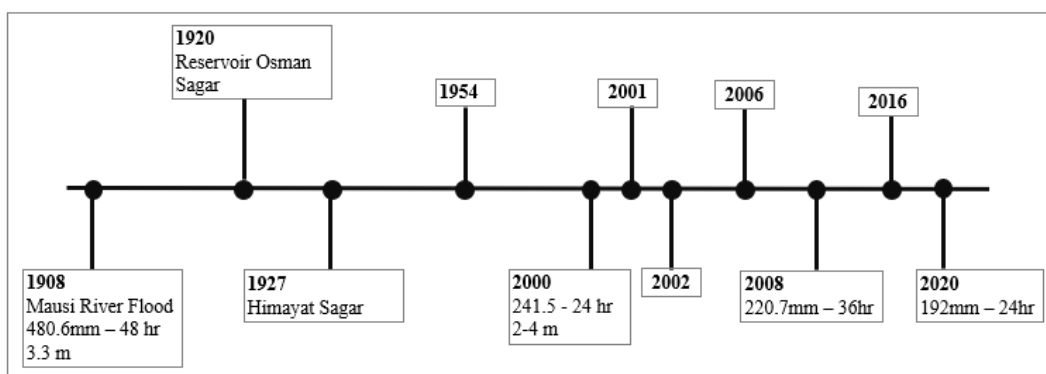 1920
Reservoir Osman
Sagar
1954
2001
2006
2016
1908
Mausi River Flood
480.6mm – 48 hr
3.3 m
1927
Himayat Sagar
2000
241.5 - 24 hr
2-4 m
2002
2008
220.7mm – 36hr
2020
192mm – 24hr